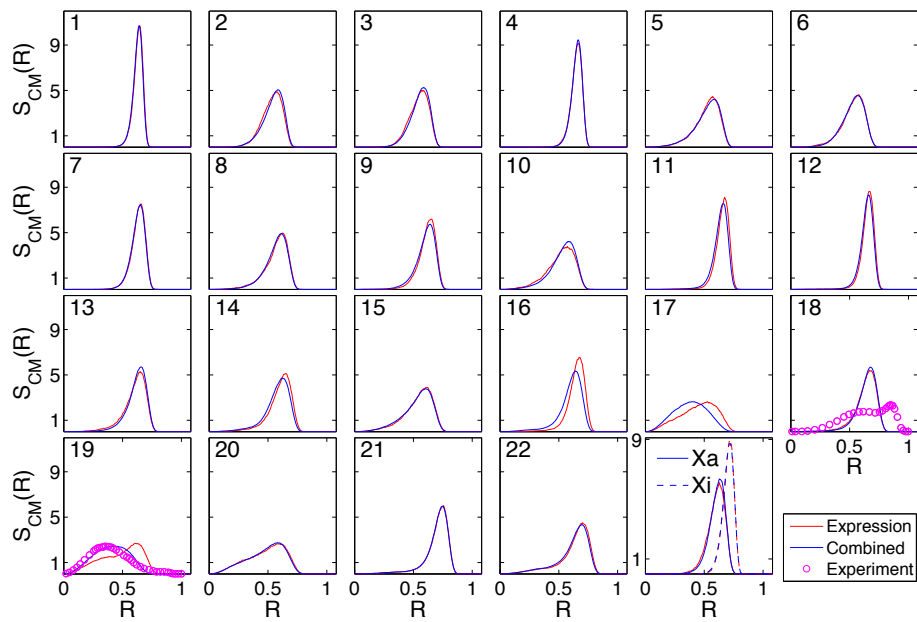 1 2 3 4 5 6
S_CM(R) 9 5 1
7 8 9 10 11 12
S_CM(R) 9 5 1
13 14 15 16 17 18
S_CM(R) 9 5 1
0 0.5 1
R
19 20 21 22 9 Xa
Xi
S_CM(R) 9 5 1 1
Expression
Combined
Experiment
0 0.5 1 0 0.5 1 0 0.5 1 0 0.5 1 0 0.5 1
R R R R R